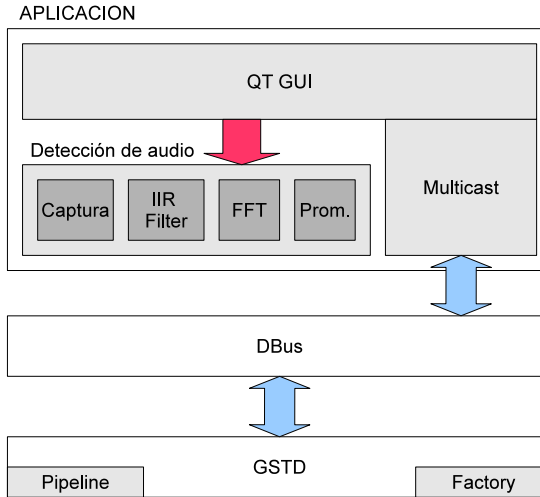 APLICACION
QT GUI
Detección de audio
Captura
IIR
Filter
FFT
Prom.
Multicast
DBus
GSTD
Pipeline
Factory